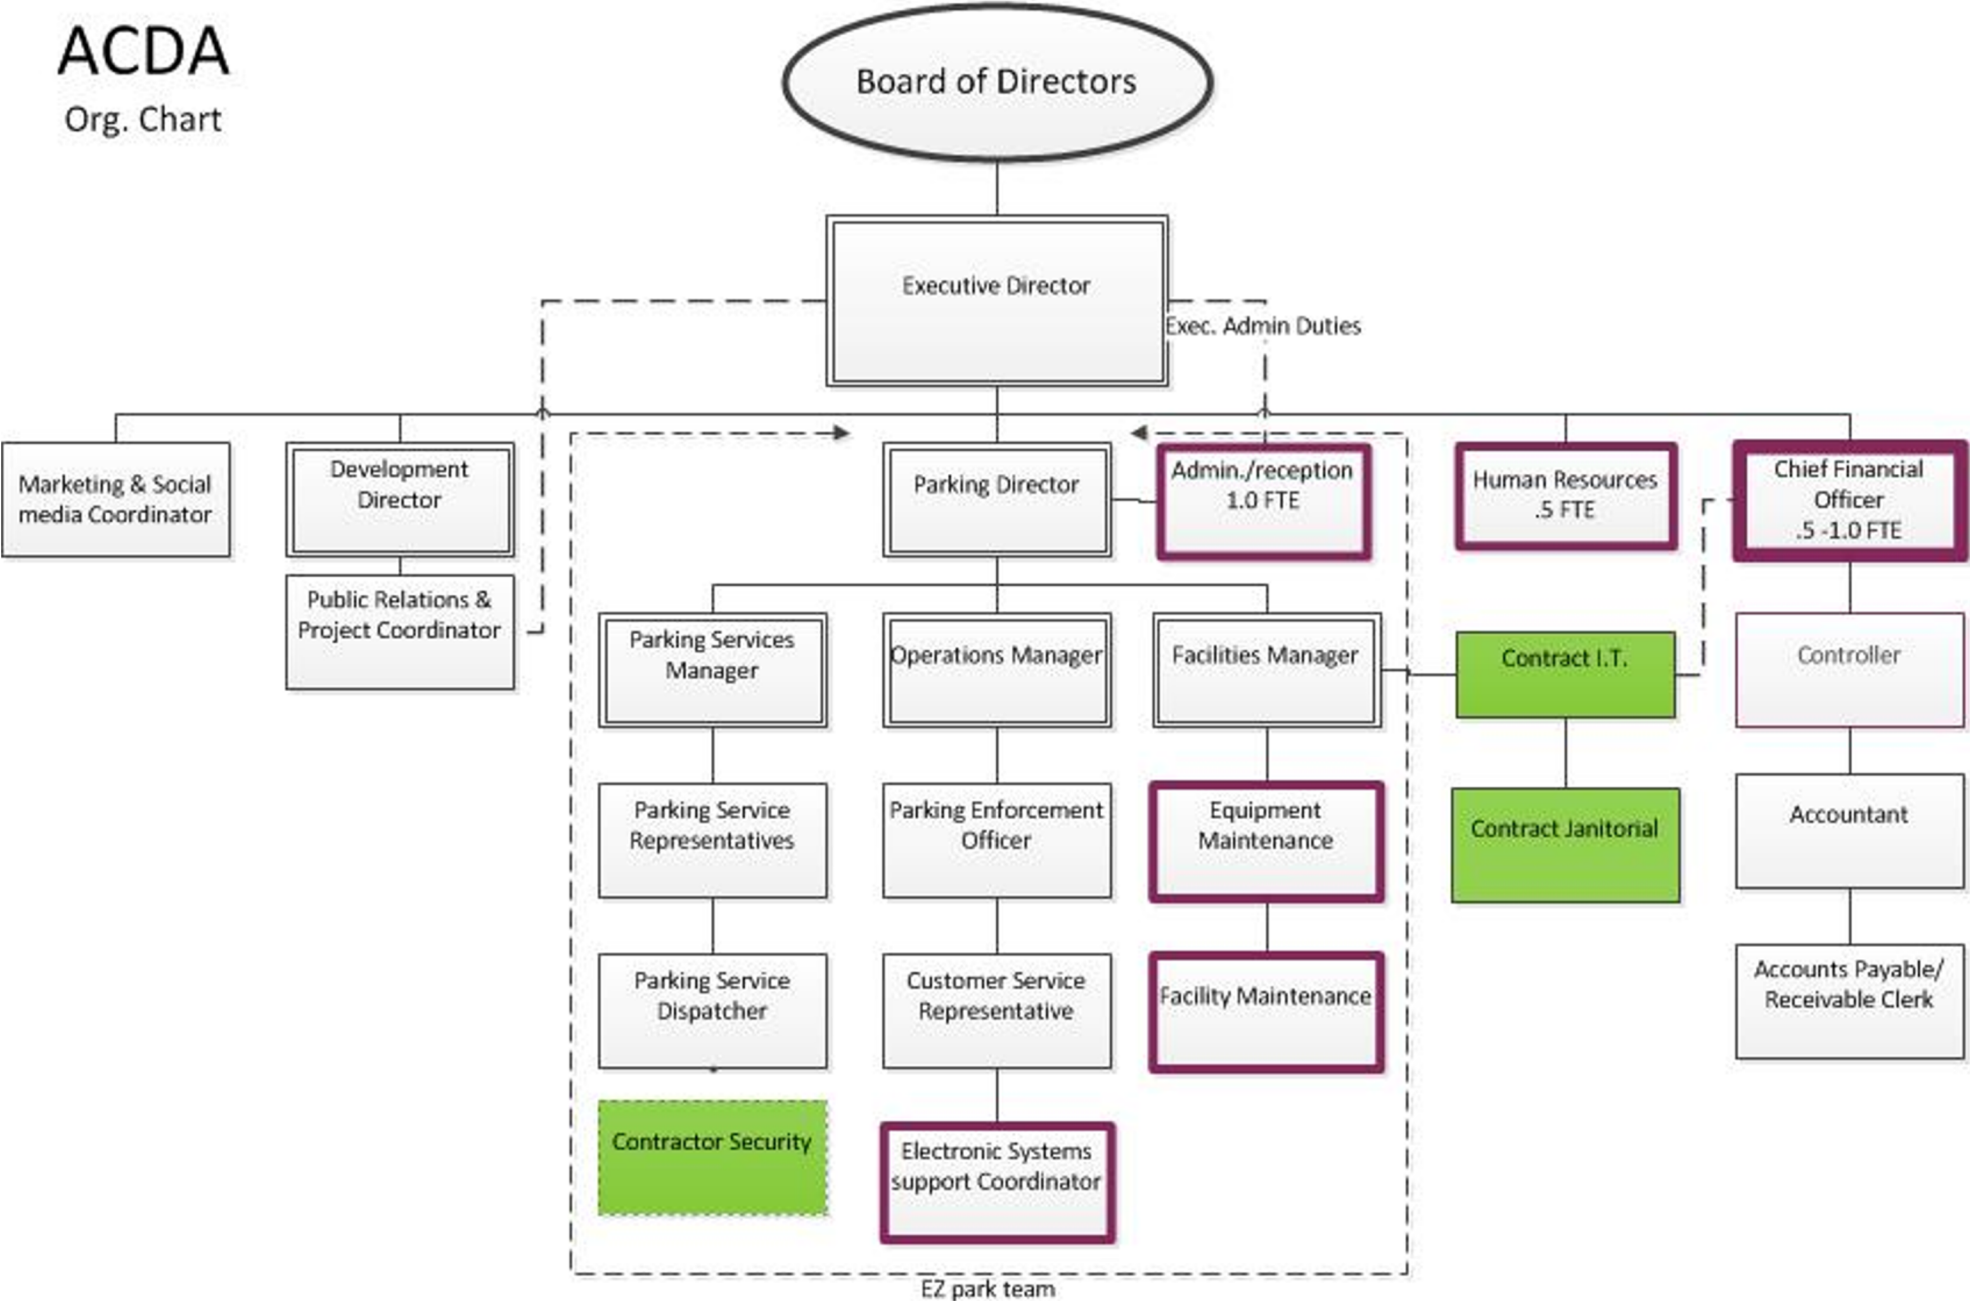 ACDA
Org. Chart
Board of Directors
Executive Director
Exec. Admin Duties
Marketing & Social
media Coordinator
Development
Director
Parking Director
Admin./reception
1.0 FTE
Human Resources
.5 FTE
Chief Financial
Officer
.5 -1.0 FTE
Public Relations &
Project Coordinator
Parking Services
Manager
Operations Manager
Facilities Manager
Contract I.T.
Controller
Parking Service
Representatives
Parking Enforcement
Officer
Equipment
Maintenance
Contract Janitorial
Accountant
Parking Service
Dispatcher
Customer Service
Representative
Facility Maintenance
Accounts Payable/
Receivable Clerk
Contractor Security
Electronic Systems
support Coordinator
EZ park team